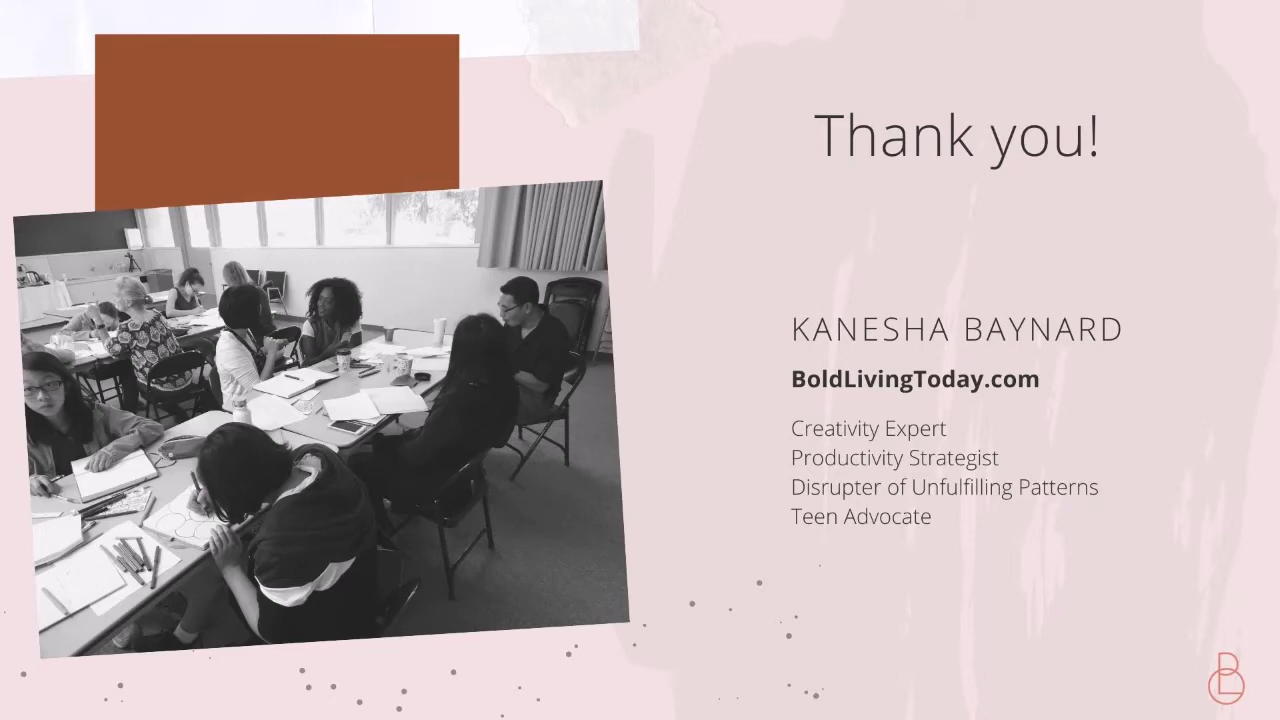 Thank you!
KANESHA BAYNARD
BoldLivingToday.com
Creativity Expert
Productivity Strategist
Disrupter of Unfulfilling Patterns
Teen Advocate